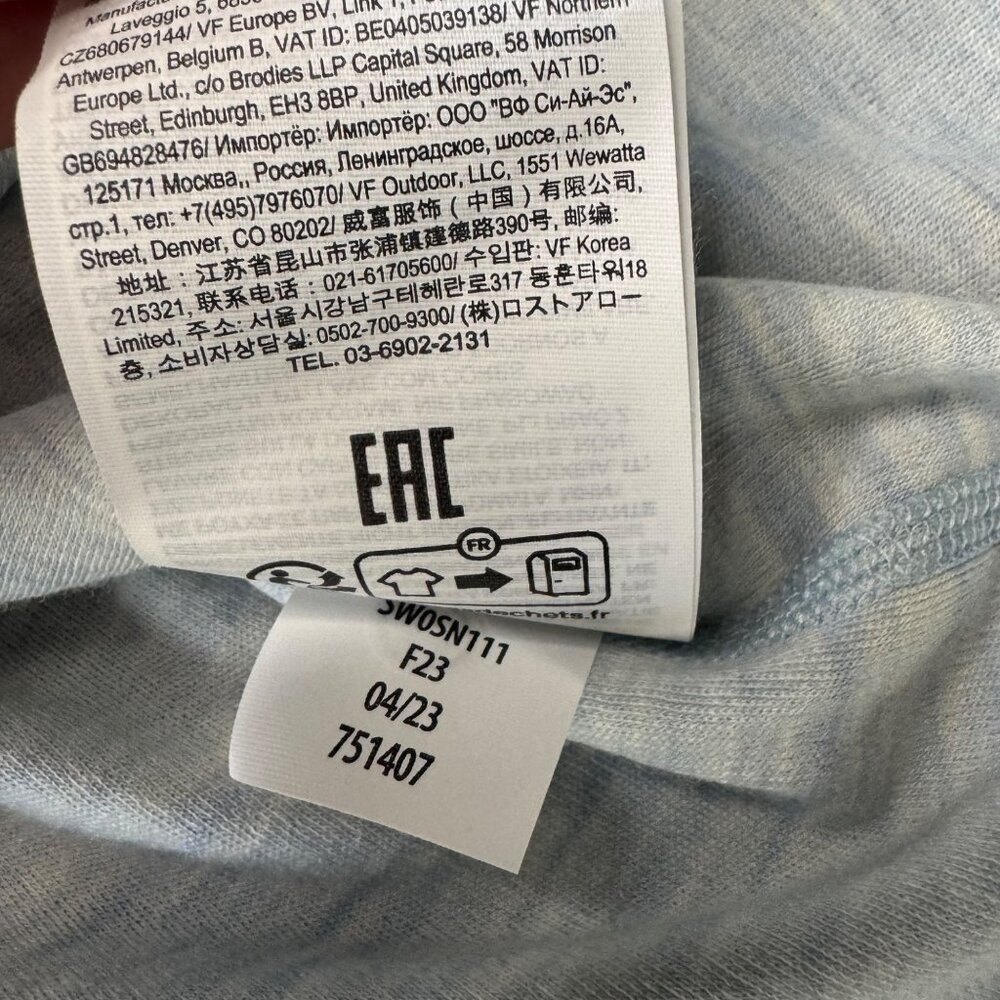 Laveggio 5,
CZ680679144/ VF Europe BV, Link 1,
Antwerpen, Belgium B, VAT ID: BE0405039138/ VF Northern
Europe Ltd., c/o Brodies LLP Capital Square, 58 Morrison
Street, Edinburgh, EH3 8BP, United Kingdom, VAT ID:
GB694828476/ Импортёр: Импортёр: ООО "ВФ Си-Ай-Эс",
125171 Москва,, Россия, Ленинградское, шоссе, д.16А,
стр.1, тел: +7(495)7976070/ VF Outdoor, LLC, 1551 Wewatta
Street, Denver, CO 80202/ 威富服饰（中国）有限公司,
地址：江苏省昆山市张浦镇建德路390号, 邮编:
215321, 联系电话：021-61705600/ 수입판: VF Korea
Limited, 주소: 서울시강남구테헤란로317 동훈타워18
층, 소비자상담실: 0502-700-9300/ (株)ロストアロー
TEL. 03-6902-2131
EAC
FR
dechets.fr
SW0SN111
F23
04/23
751407